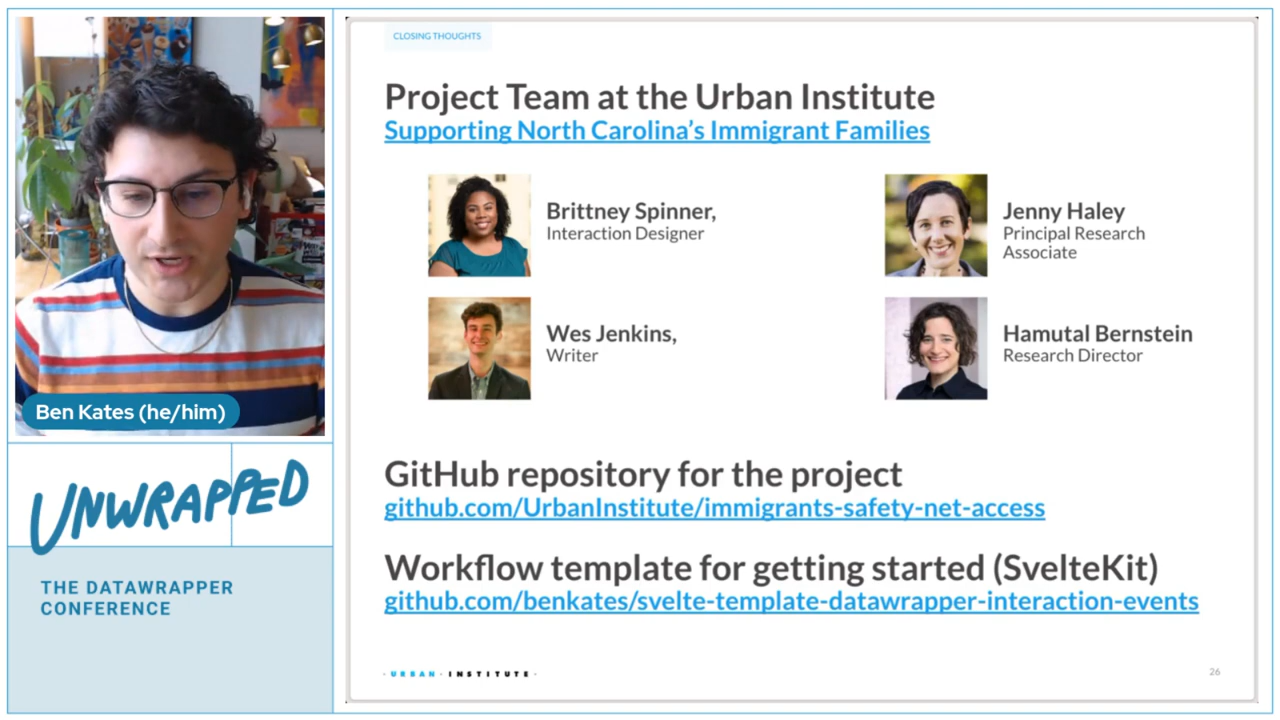 Ben Kates (he/him)
UNWRAPPED
THE DATAWRAPPER
CONFERENCE
CLOSING THOUGHTS
Project Team at the Urban Institute
Supporting North Carolina’s Immigrant Families
Brittney Spinner,
Interaction Designer
Jenny Haley
Principal Research
Associate
Wes Jenkins,
Writer
Hamutal Bernstein
Research Director
GitHub repository for the project
github.com/UrbanInstitute/immigrants-safety-net-access
Workflow template for getting started (SvelteKit)
github.com/benkates/svelte-template-datawrapper-interaction-events
· URBAN · INSTITUTE ·
26